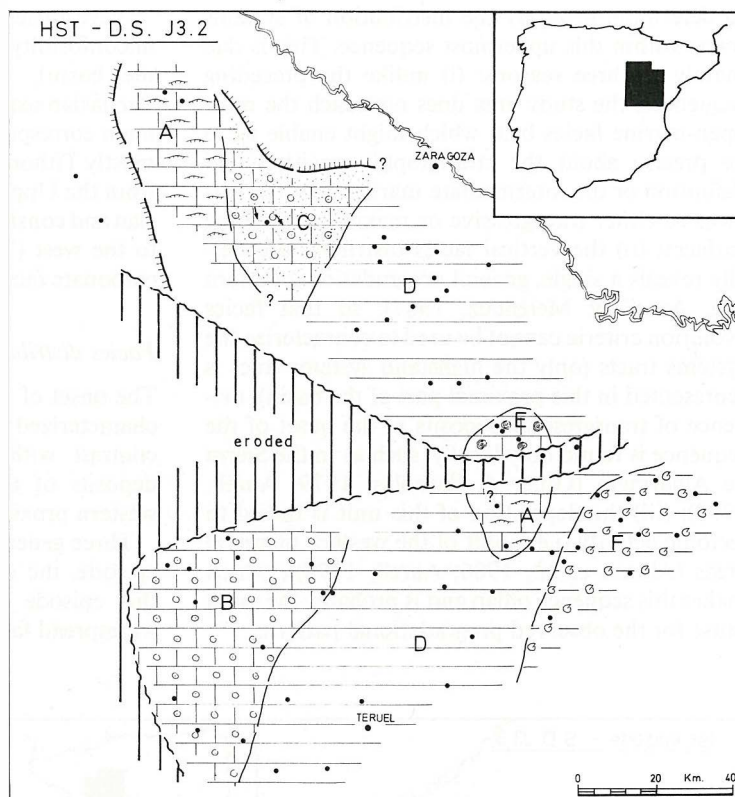 HST - D.S. J3.2
A
ZARAGOZA
?
C
D
?
eroded
E
?
A
F
B
D
TERUEL
0 20 Km. 40